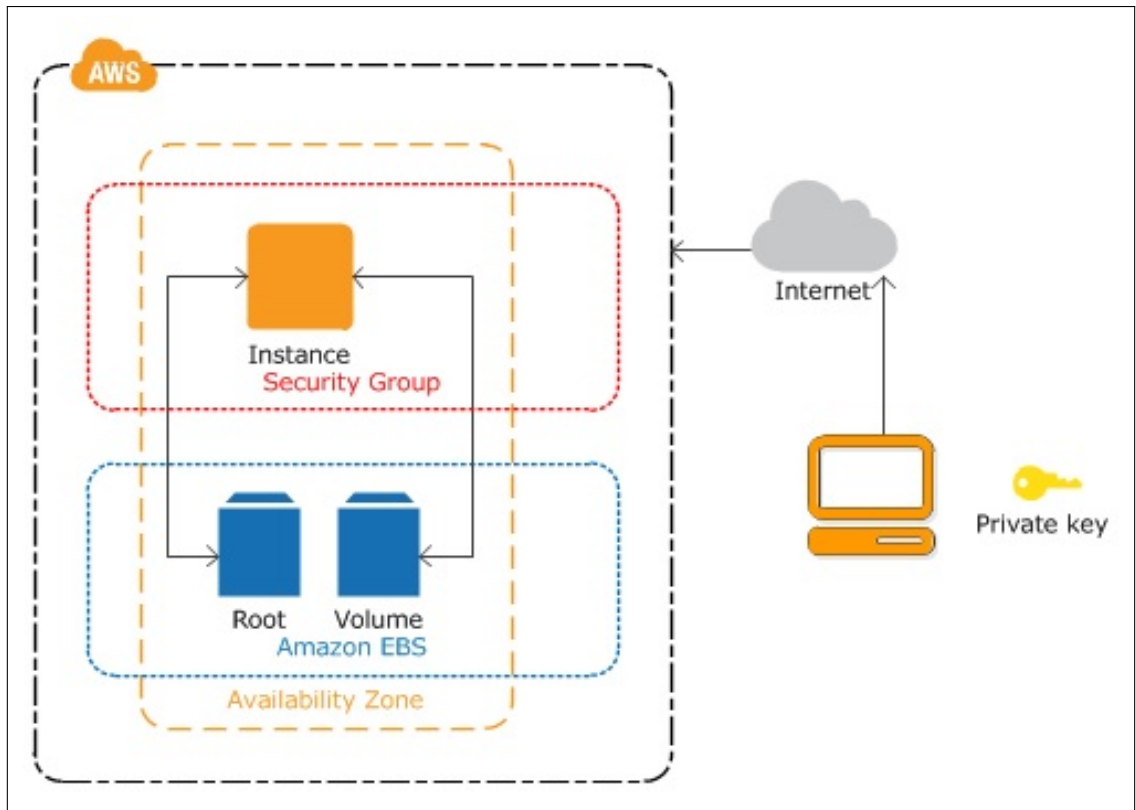 AWS
Instance
Security Group
Root
Volume
Amazon EBS
Availability Zone
Internet
Private key